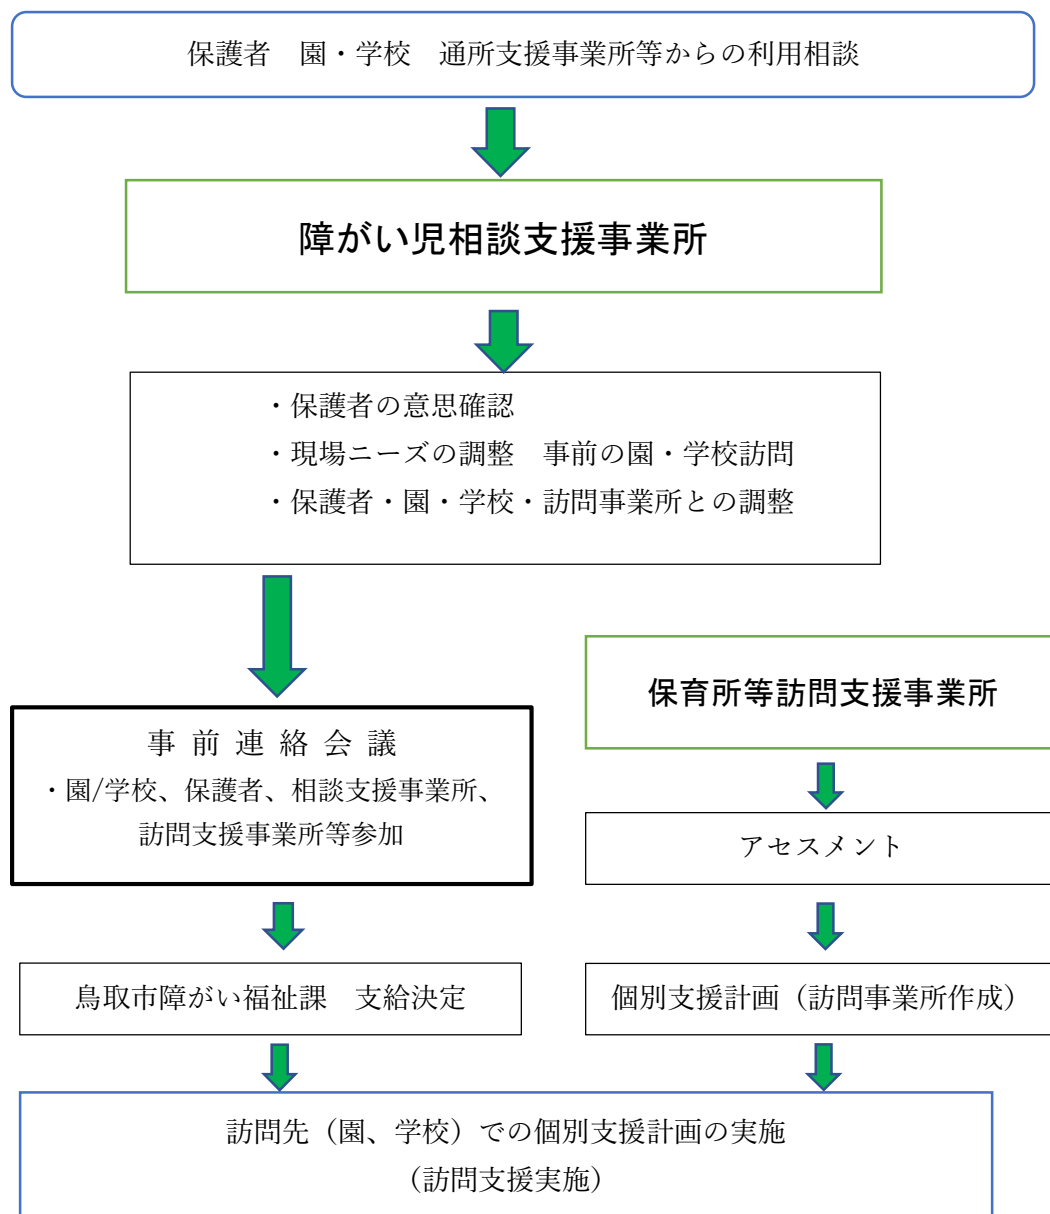 保護者　園・学校　通所支援事業所等からの利用相談
障がい児相談支援事業所
・保護者の意思確認
・現場ニーズの調整　事前の園・学校訪問
・保護者・園・学校・訪問事業所との調整
事 前 連 絡 会 議
・園/学校、保護者、相談支援事業所、
訪問支援事業所等参加
鳥取市障がい福祉課　支給決定
保育所等訪問支援事業所
アセスメント
個別支援計画（訪問事業所作成）
訪問先（園、学校）での個別支援計画の実施
（訪問支援実施）